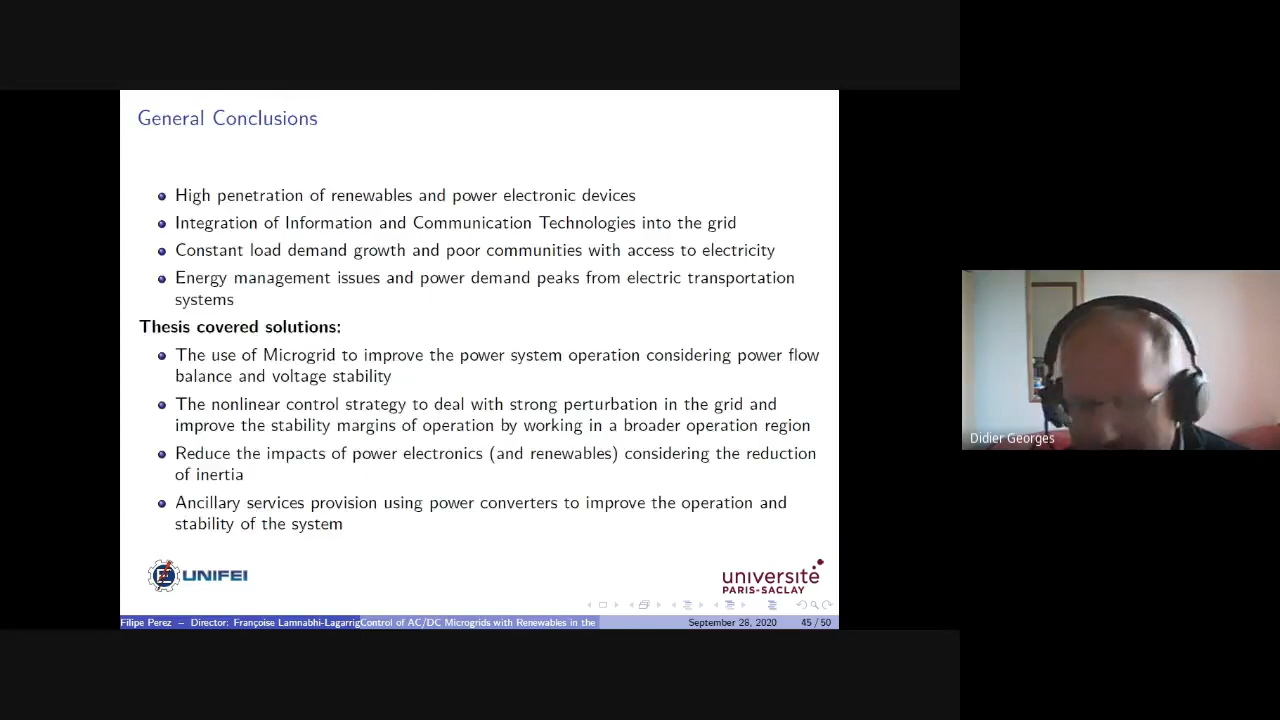 General Conclusions
High penetration of renewables and power electronic devices
Integration of Information and Communication Technologies into the grid
Constant load demand growth and poor communities with access to electricity
Energy management issues and power demand peaks from electric transportation
systems
Thesis covered solutions:
The use of Microgrid to improve the power system operation considering power flow
balance and voltage stability
The nonlinear control strategy to deal with strong perturbation in the grid and
improve the stability margins of operation by working in a broader operation region
Reduce the impacts of power electronics (and renewables) considering the reduction
of inertia
Ancillary services provision using power converters to improve the operation and
stability of the system
UNIFEI
université
PARIS-SACLAY
Filipe Perez – Director: Françoise Lamnabhi-Lagarrig
Control of AC/DC Microgrids with Renewables in the
September 28, 2020
45 / 50
Didier Georges